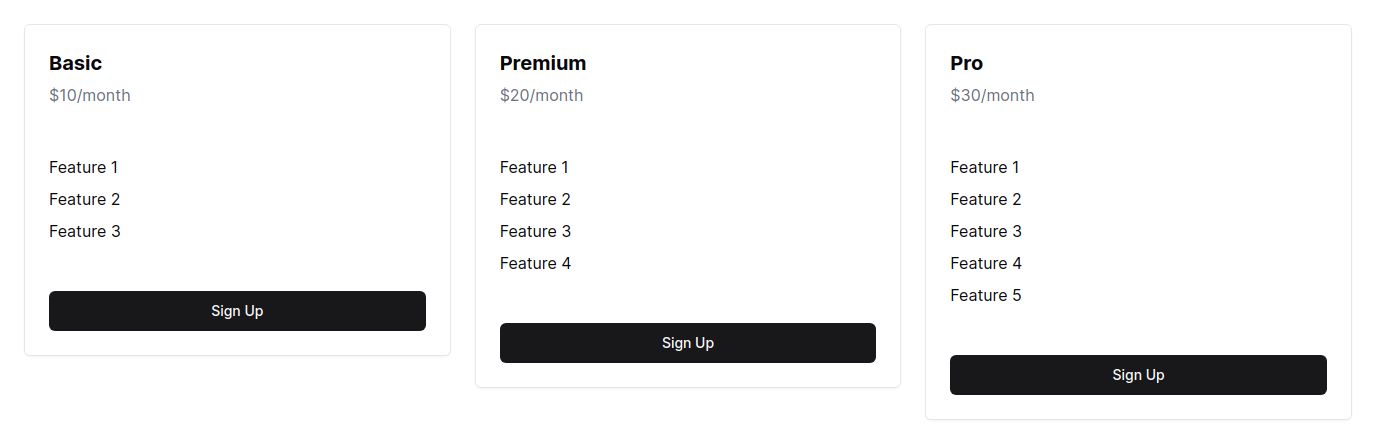 Basic
$10/month
Feature 1
Feature 2
Feature 3
Sign Up
Premium
$20/month
Feature 1
Feature 2
Feature 3
Feature 4
Sign Up
Pro
$30/month
Feature 1
Feature 2
Feature 3
Feature 4
Feature 5
Sign Up